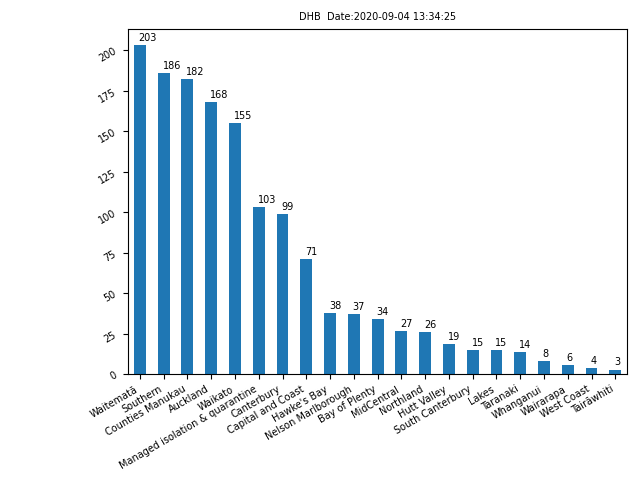 DHB Date:2020-09-04 13:34:25
200
175
150
125
100
75
50
25
0
203
186
182
168
155
103
99
71
38
37
34
27
26
19
15
15
14
8
6
4
3
Waitematā
Southern
Counties Manukau
Auckland
Waikato
Managed isolation & quarantine
Canterbury
Capital and Coast
Hawke's Bay
Nelson Marlborough
Bay of Plenty
MidCentral
Northland
Hutt Valley
South Canterbury
Lakes
Taranaki
Whanganui
Wairarapa
West Coast
Tairāwhiti